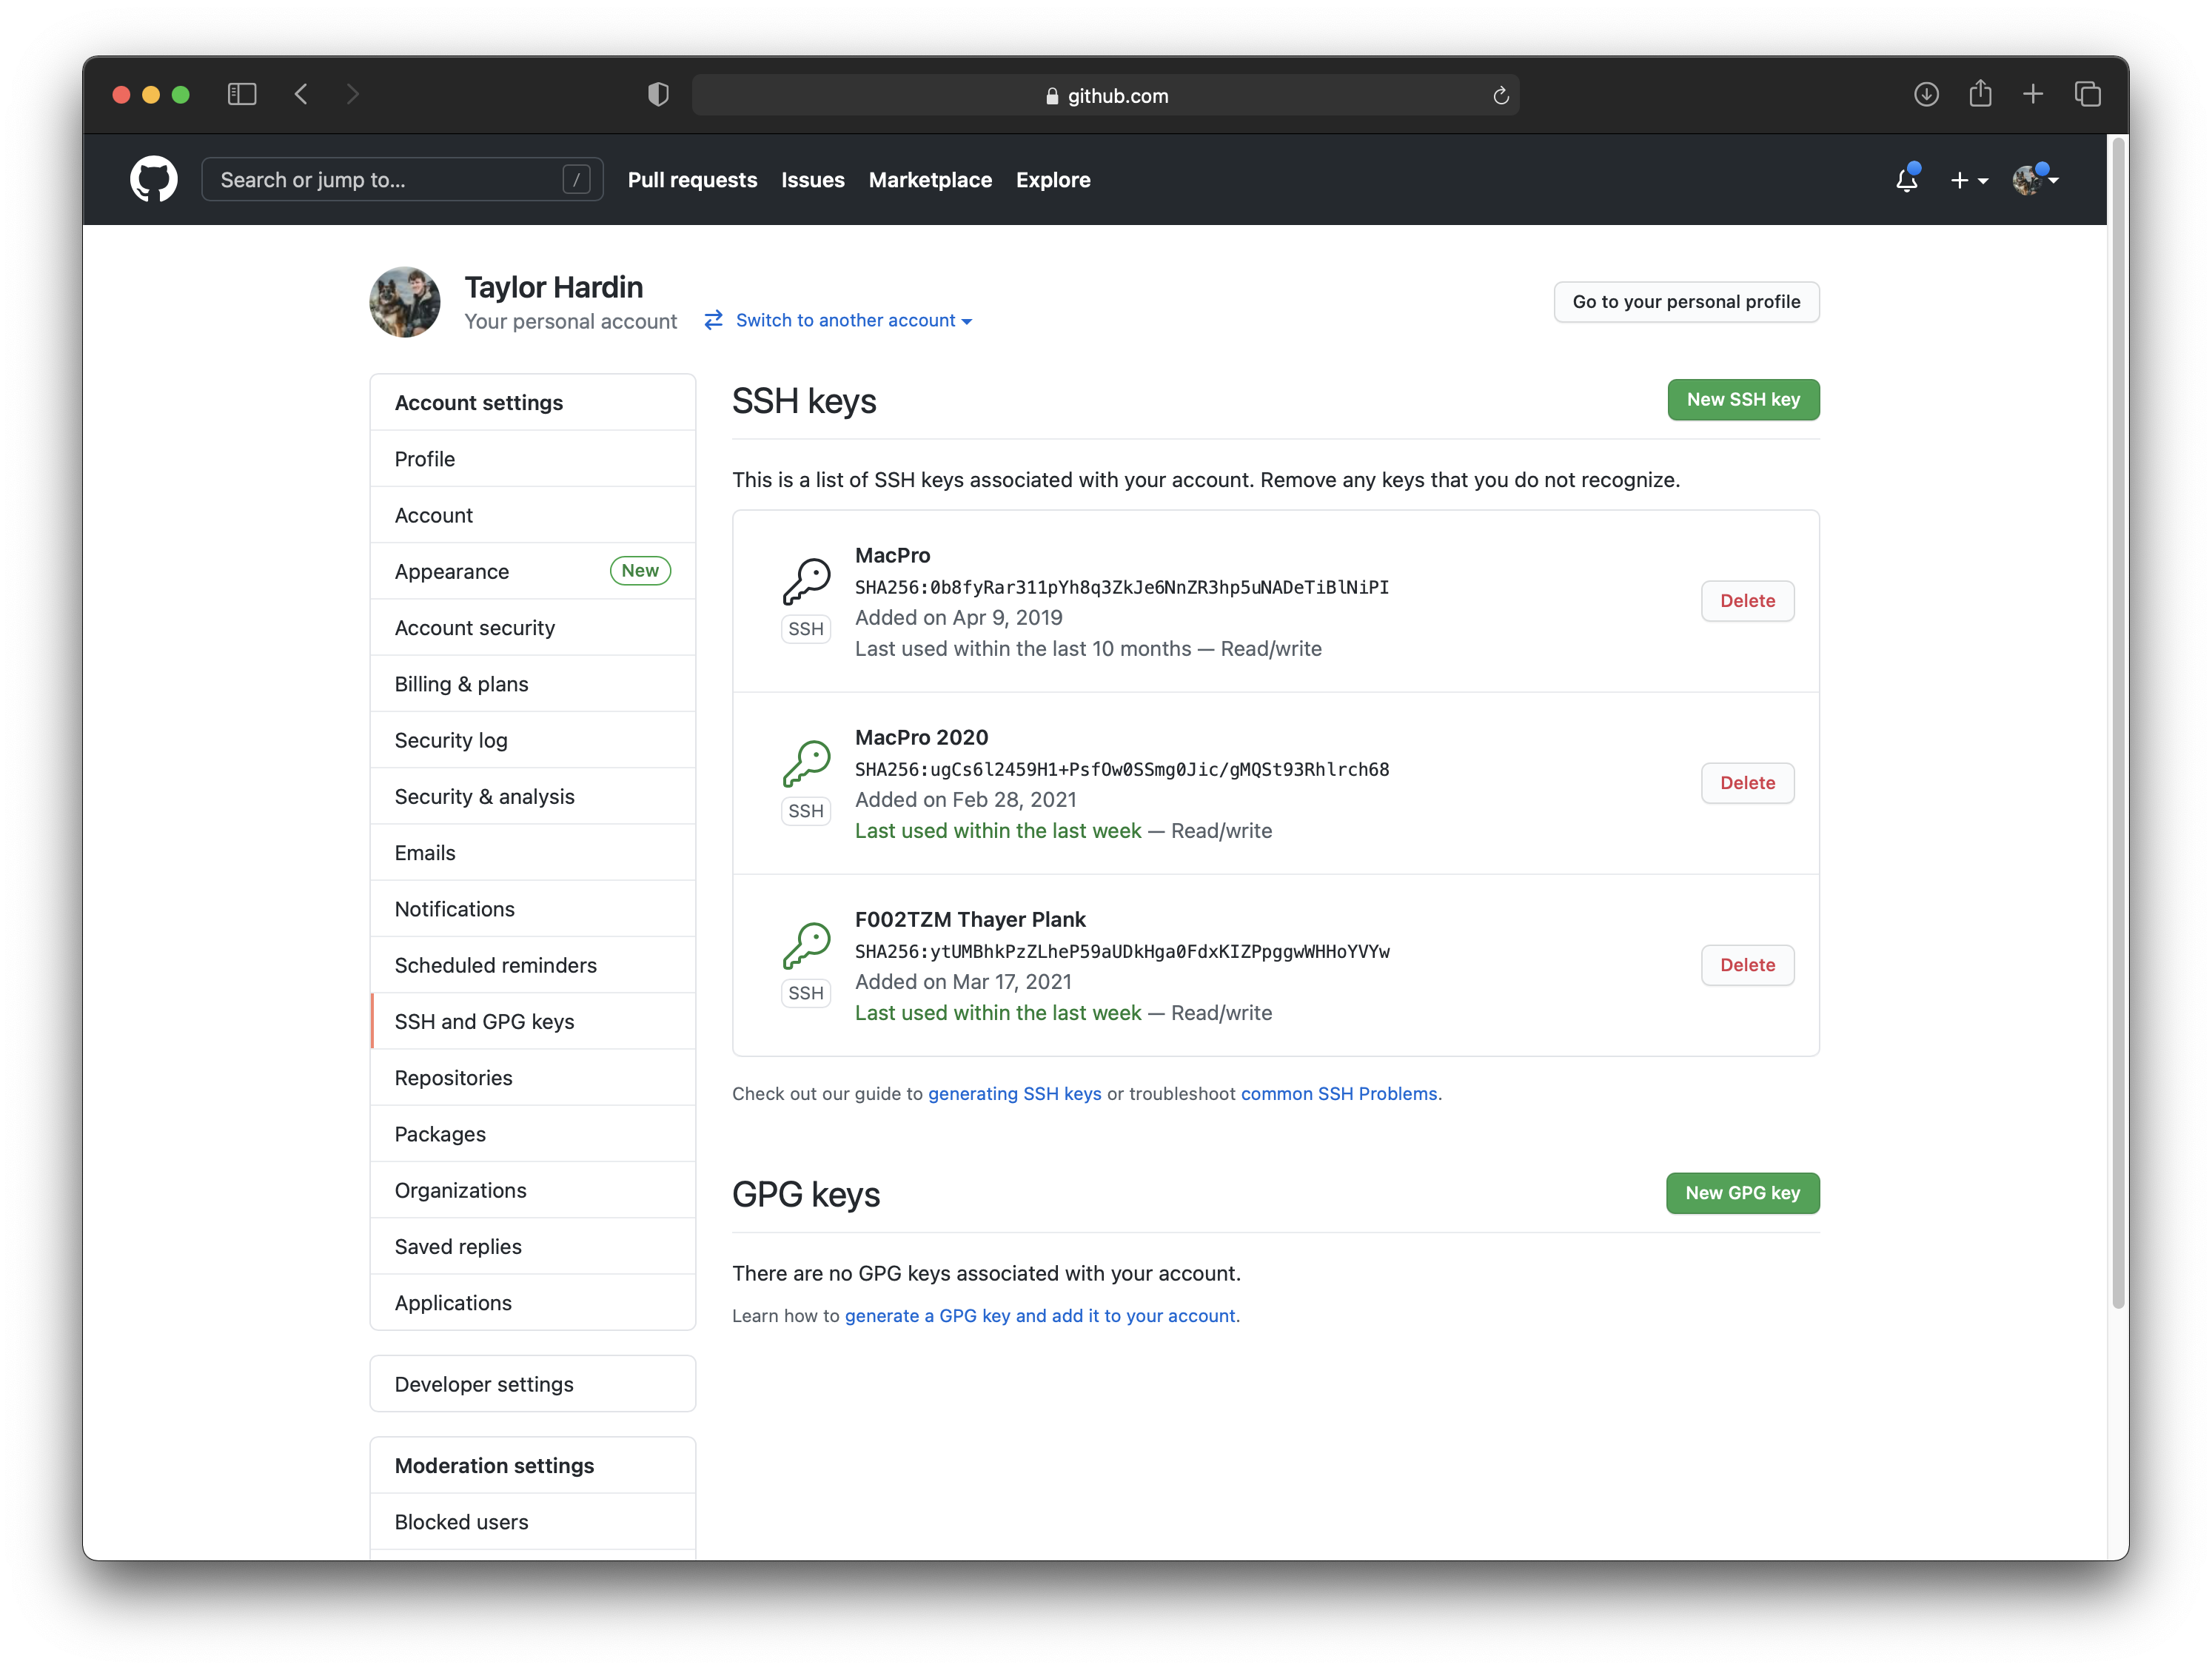 github.com
Search or jump to... /
Pull requests Issues Marketplace Explore
Taylor Hardin
Your personal account Switch to another account
Go to your personal profile
Account settings
Profile
Account
Appearance New
Account security
Billing & plans
Security log
Security & analysis
Emails
Notifications
Scheduled reminders
SSH and GPG keys
Repositories
Packages
Organizations
Saved replies
Applications
Developer settings
Moderation settings
Blocked users
SSH keys New SSH key
This is a list of SSH keys associated with your account. Remove any keys that you do not recognize.
MacPro
SHA256:0b8fyRar311pYh8q3ZkJe6NnZR3hp5uNADeTiBlNiPI
Added on Apr 9, 2019
Last used within the last 10 months — Read/write
SSH
Delete
MacPro 2020
SHA256:ugCs6l2459H1+PsfOw0SSmg0Jic/gMQSt93Rhlrch68
Added on Feb 28, 2021
Last used within the last week — Read/write
SSH
Delete
F002TZM Thayer Plank
SHA256:ytUMBhkPzZLheP59aUDkHga0FdxKIZPpggwWHHoYVYw
Added on Mar 17, 2021
Last used within the last week — Read/write
SSH
Delete
Check out our guide to generating SSH keys or troubleshoot common SSH Problems.
GPG keys New GPG key
There are no GPG keys associated with your account.
Learn how to generate a GPG key and add it to your account.